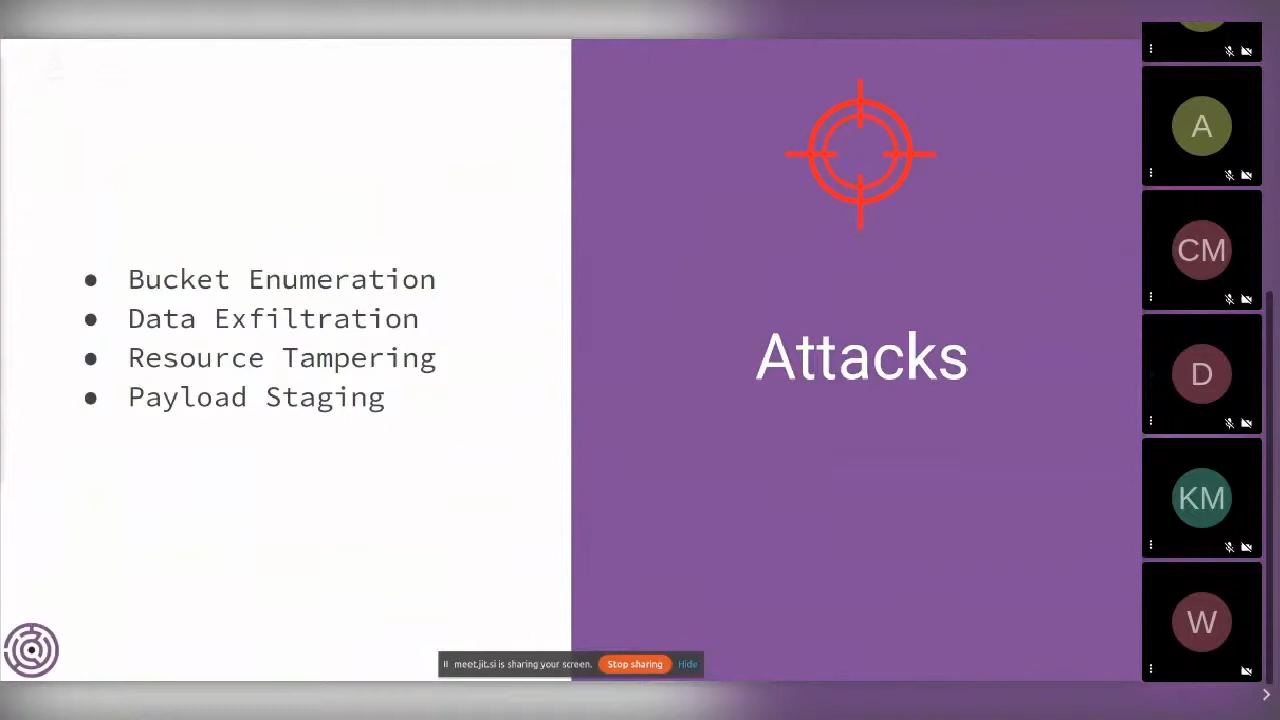 ● Bucket Enumeration
● Data Exfiltration
● Resource Tampering
● Payload Staging
Attacks
A
CM
D
KM
W
meet.jit.si is sharing your screen. Stop sharing Hide